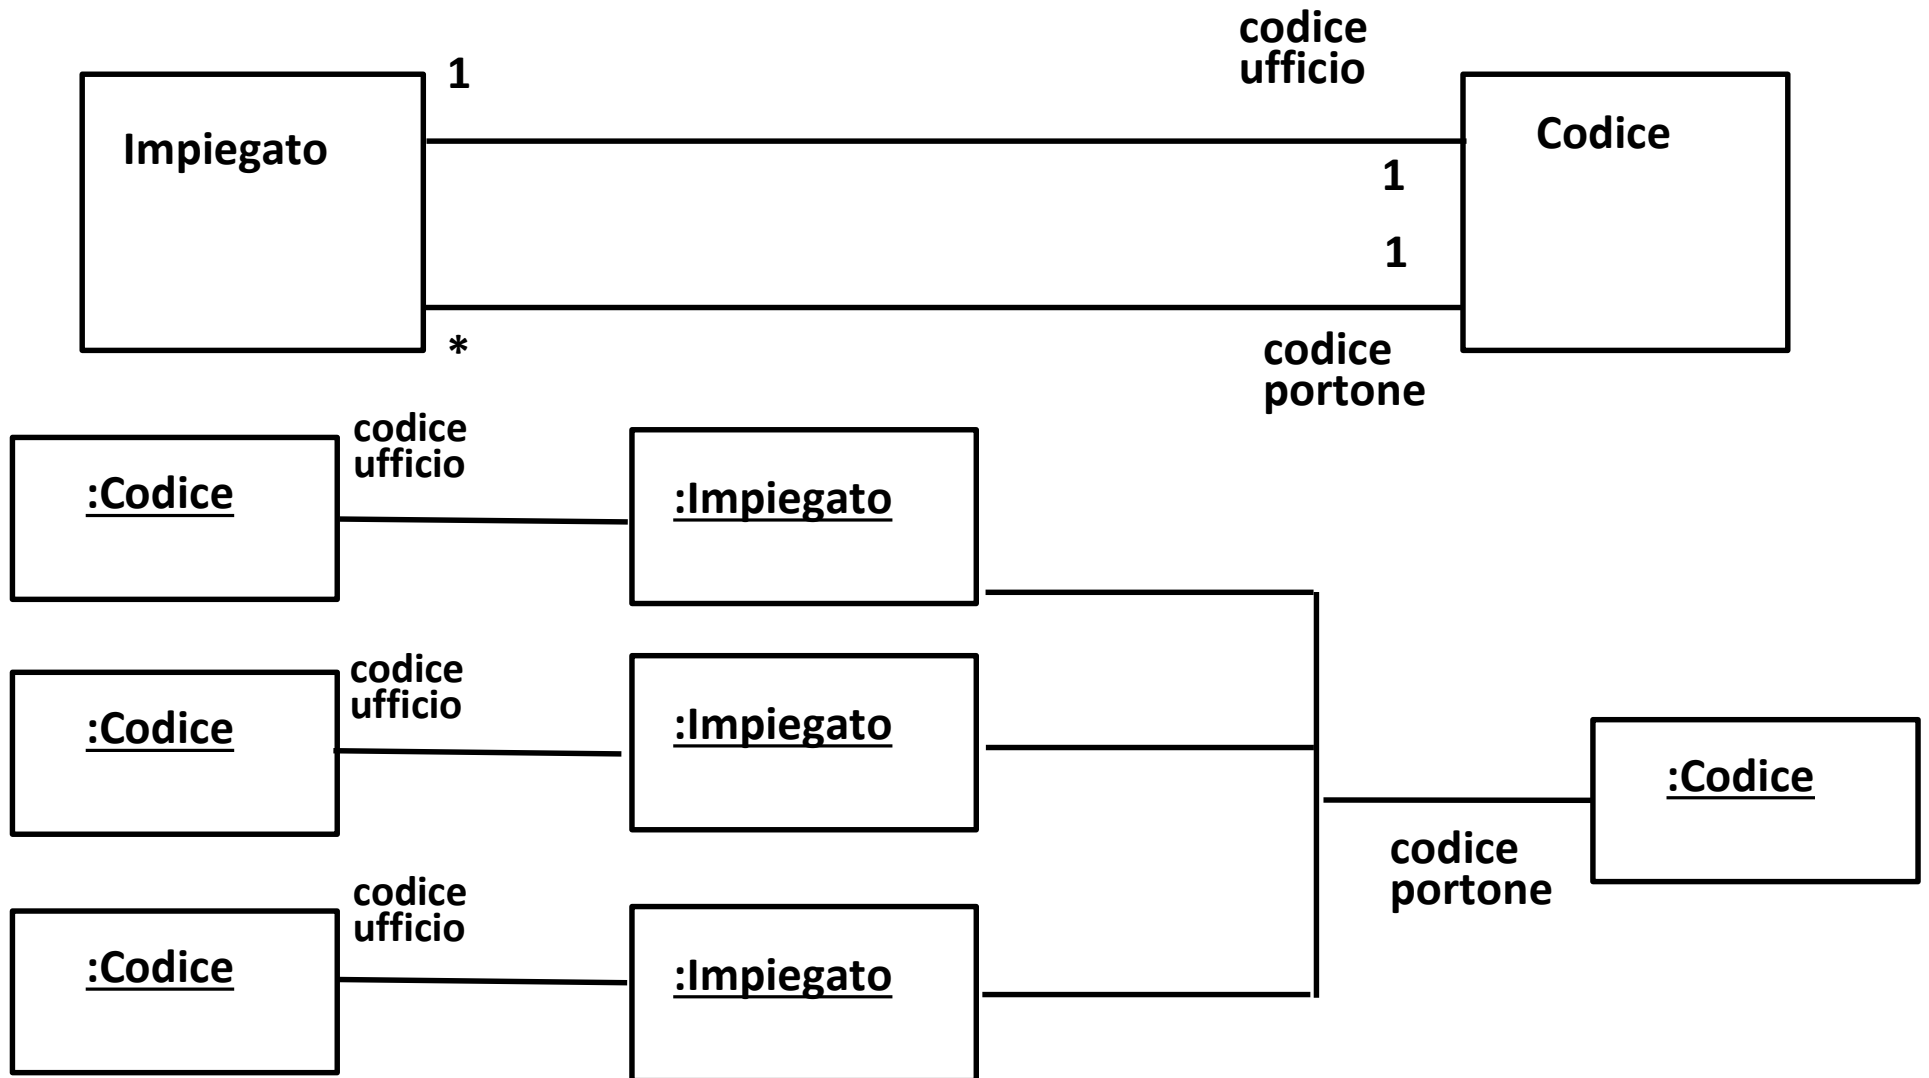 codice
ufficio
1
Impiegato
Codice
1
1
*
codice
portone
codice
ufficio
:Codice
:Impiegato
codice
ufficio
:Codice
:Impiegato
:Codice
codice
portone
codice
ufficio
:Codice
:Impiegato